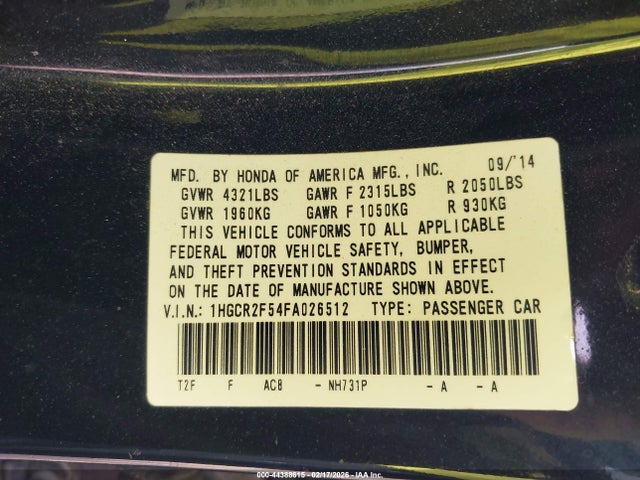 MFD. BY HONDA OF AMERICA MFG., INC. 09/'14
GVWR 4321LBS GAWR F 2315LBS R 2050LBS
GVWR 1960KG GAWR F 1050KG R 930KG
THIS VEHICLE CONFORMS TO ALL APPLICABLE
FEDERAL MOTOR VEHICLE SAFETY, BUMPER,
AND THEFT PREVENTION STANDARDS IN EFFECT
ON THE DATE OF MANUFACTURE SHOWN ABOVE.
V.I.N.: 1HGCR2F54FA026512 TYPE: PASSENGER CAR
T2F F AC8 - NH731P - A - A
000-44388615 - 02/17/2026 - IAA Inc.